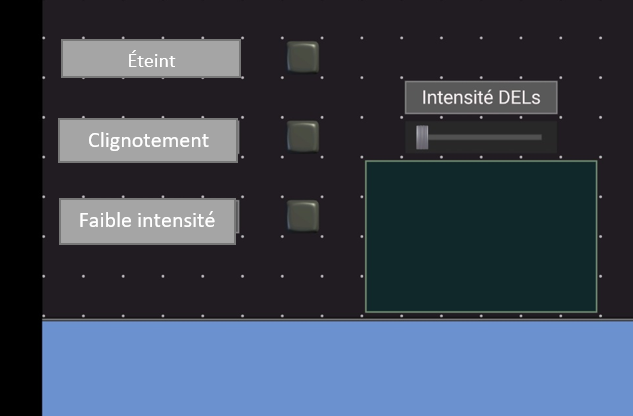 Éteint
Intensité DELs
Clignotement
Faible intensité